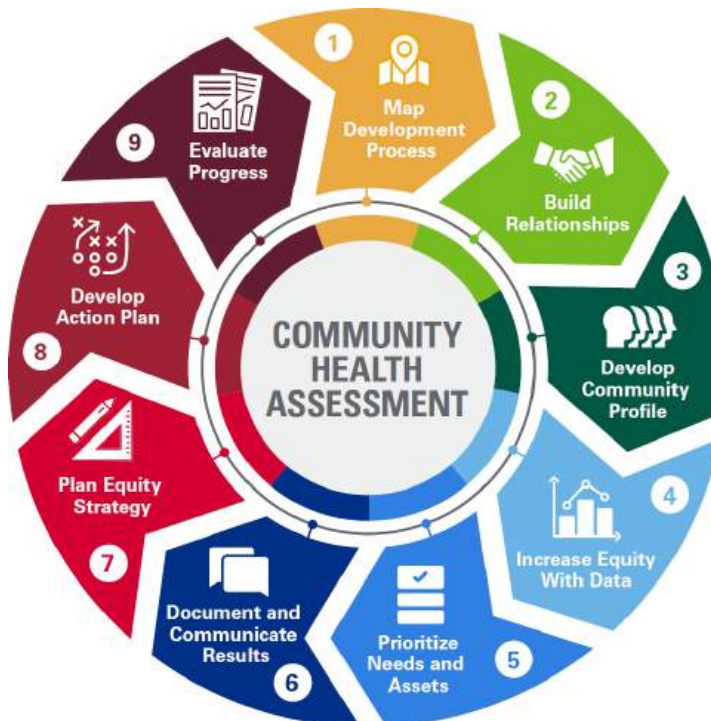 1
Map
Development
Process
2
Build
Relationships
3
Develop
Community
Profile
4
Increase Equity
With Data
5
Prioritize
Needs and
Assets
6
Document and
Communicate
Results
7
Plan Equity
Strategy
8
Develop
Action Plan
9
Evaluate
Progress
COMMUNITY
HEALTH
ASSESSMENT